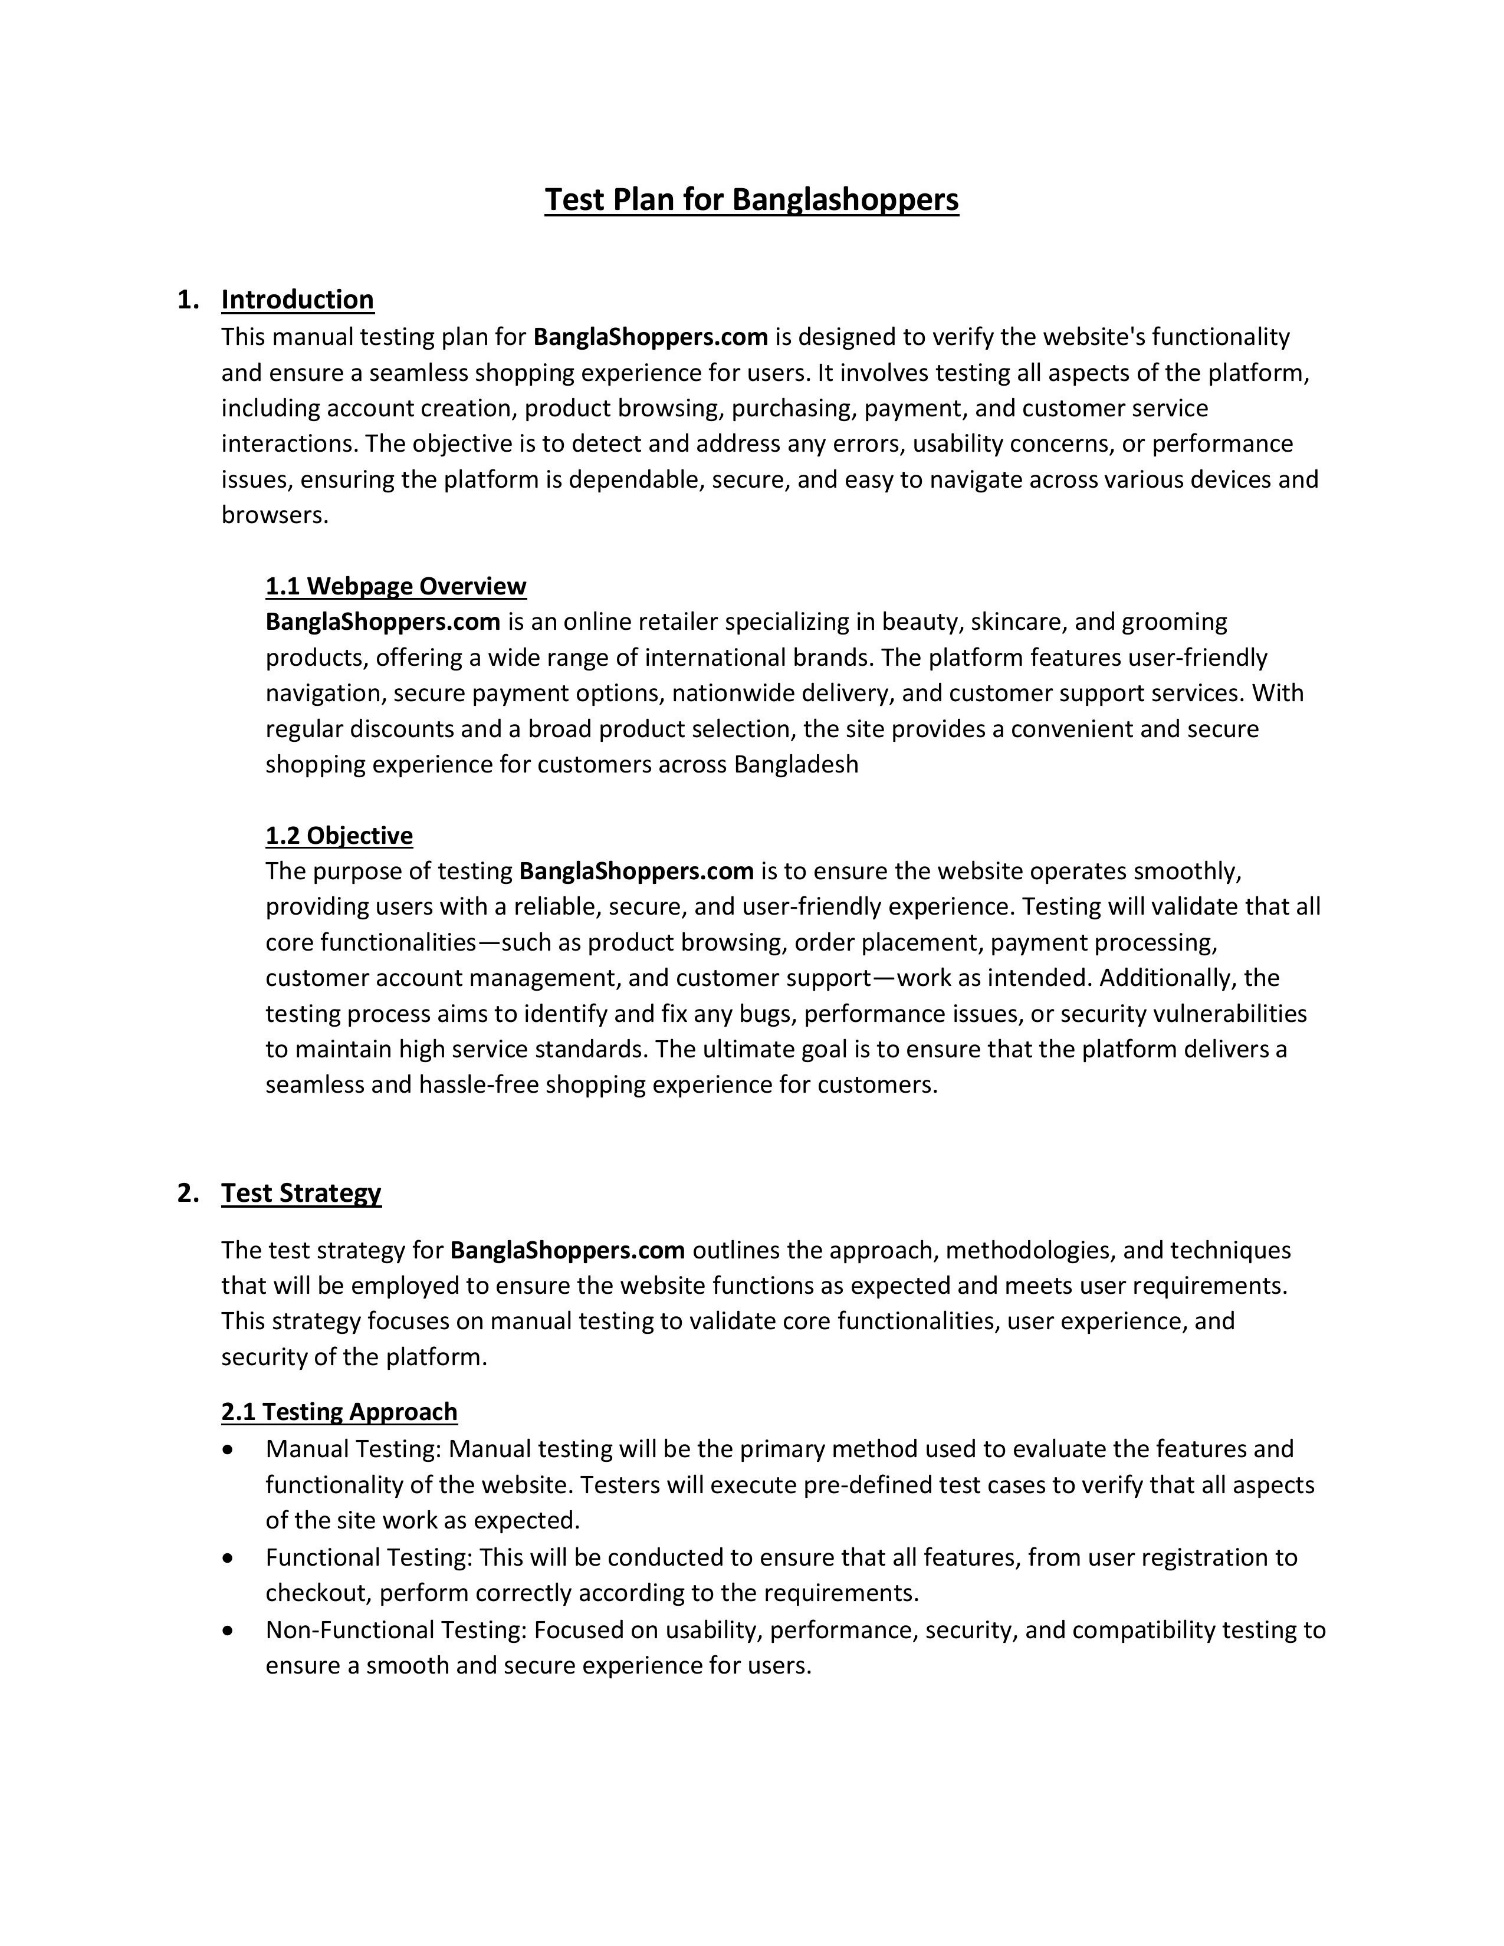 Test Plan for Banglashoppers
1. Introduction
This manual testing plan for BanglaShoppers.com is designed to verify the website's functionality
and ensure a seamless shopping experience for users. It involves testing all aspects of the platform,
including account creation, product browsing, purchasing, payment, and customer service
interactions. The objective is to detect and address any errors, usability concerns, or performance
issues, ensuring the platform is dependable, secure, and easy to navigate across various devices and
browsers.
1.1 Webpage Overview
BanglaShoppers.com is an online retailer specializing in beauty, skincare, and grooming
products, offering a wide range of international brands. The platform features user-friendly
navigation, secure payment options, nationwide delivery, and customer support services. With
regular discounts and a broad product selection, the site provides a convenient and secure
shopping experience for customers across Bangladesh
1.2 Objective
The purpose of testing BanglaShoppers.com is to ensure the website operates smoothly,
providing users with a reliable, secure, and user-friendly experience. Testing will validate that all
core functionalities—such as product browsing, order placement, payment processing,
customer account management, and customer support—work as intended. Additionally, the
testing process aims to identify and fix any bugs, performance issues, or security vulnerabilities
to maintain high service standards. The ultimate goal is to ensure that the platform delivers a
seamless and hassle-free shopping experience for customers.
2. Test Strategy
The test strategy for BanglaShoppers.com outlines the approach, methodologies, and techniques
that will be employed to ensure the website functions as expected and meets user requirements.
This strategy focuses on manual testing to validate core functionalities, user experience, and
security of the platform.
2.1 Testing Approach
• Manual Testing: Manual testing will be the primary method used to evaluate the features and
functionality of the website. Testers will execute pre-defined test cases to verify that all aspects
of the site work as expected.
• Functional Testing: This will be conducted to ensure that all features, from user registration to
checkout, perform correctly according to the requirements.
• Non-Functional Testing: Focused on usability, performance, security, and compatibility testing to
ensure a smooth and secure experience for users.